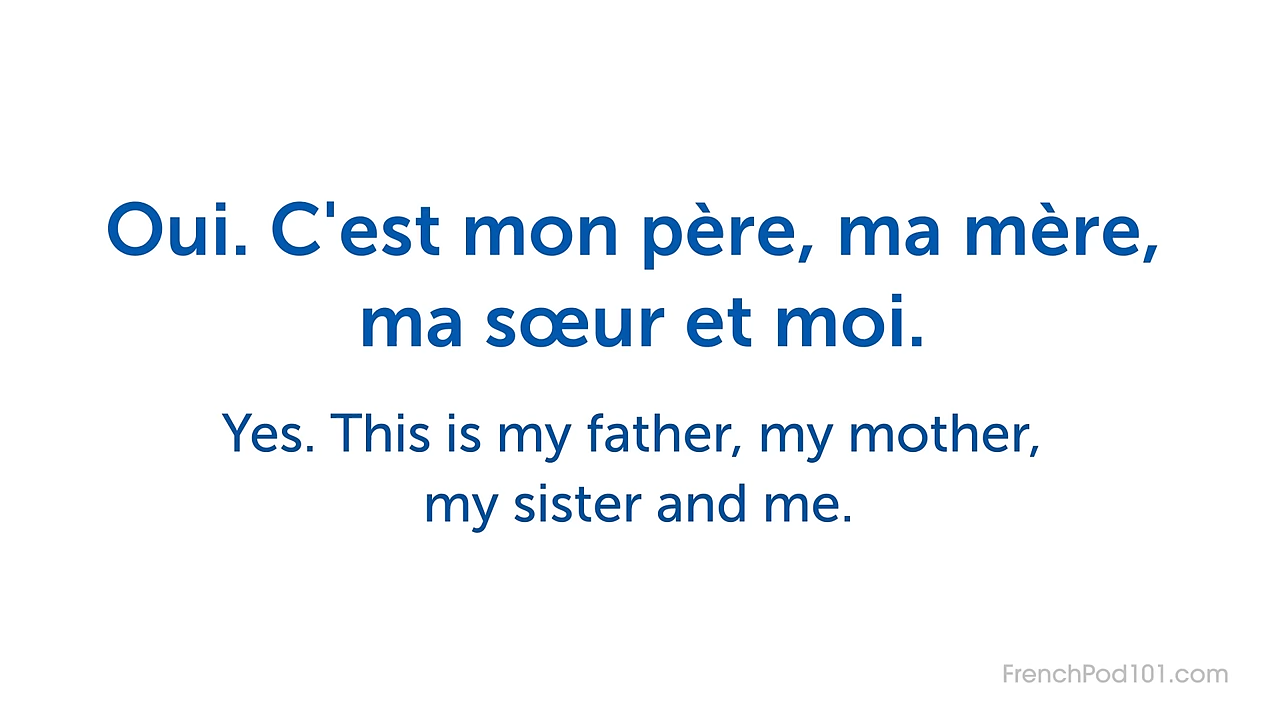 Oui. C'est mon père, ma mère,
ma sœur et moi.
Yes. This is my father, my mother,
my sister and me.
FrenchPod101.com